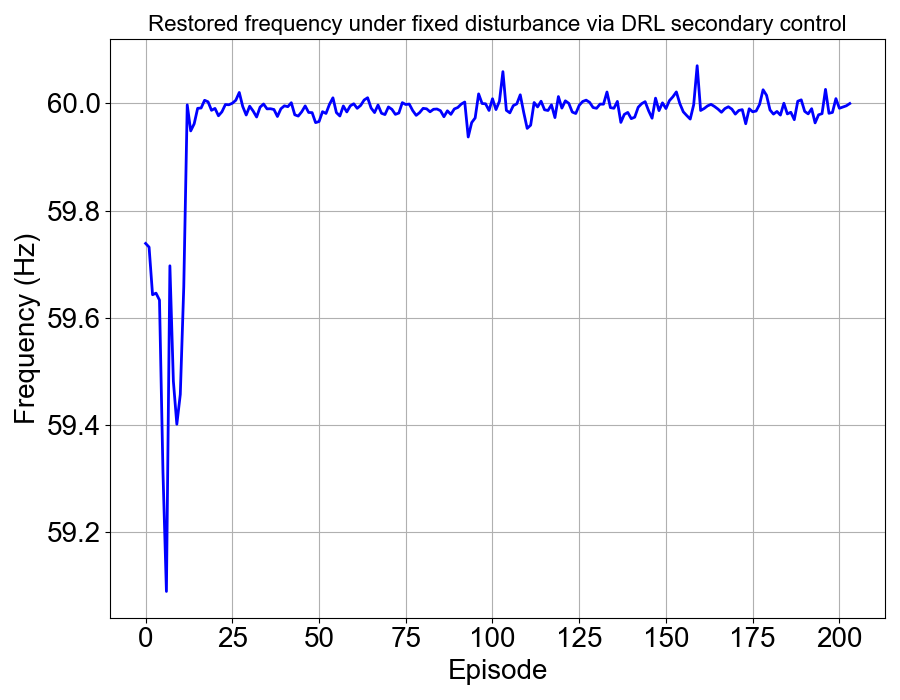 Restored frequency under fixed disturbance via DRL secondary control
60.0
59.8
59.6
59.4
59.2
Frequency (Hz)
0 25 50 75 100 125 150 175 200
Episode